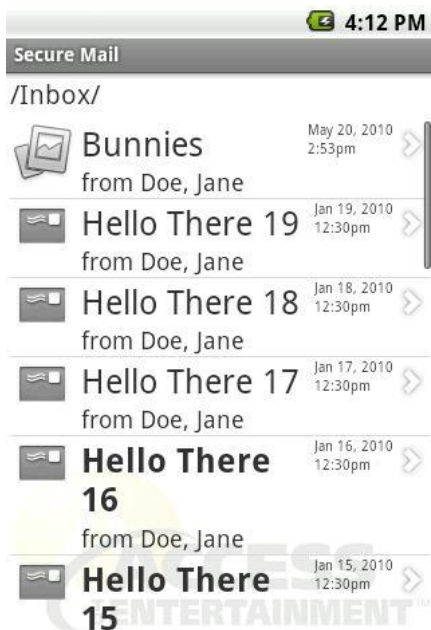 4:12 PM
Secure Mail
/Inbox/
Bunnies
May 20, 2010
2:53pm
from Doe, Jane
Hello There 19
Jan 19, 2010
12:30pm
from Doe, Jane
Hello There 18
Jan 18, 2010
12:30pm
from Doe, Jane
Hello There 17
Jan 17, 2010
12:30pm
from Doe, Jane
Hello There
16
Jan 16, 2010
12:30pm
from Doe, Jane
Hello There
15
Jan 15, 2010
12:30pm
ACCESS
ENTERTAINMENT™